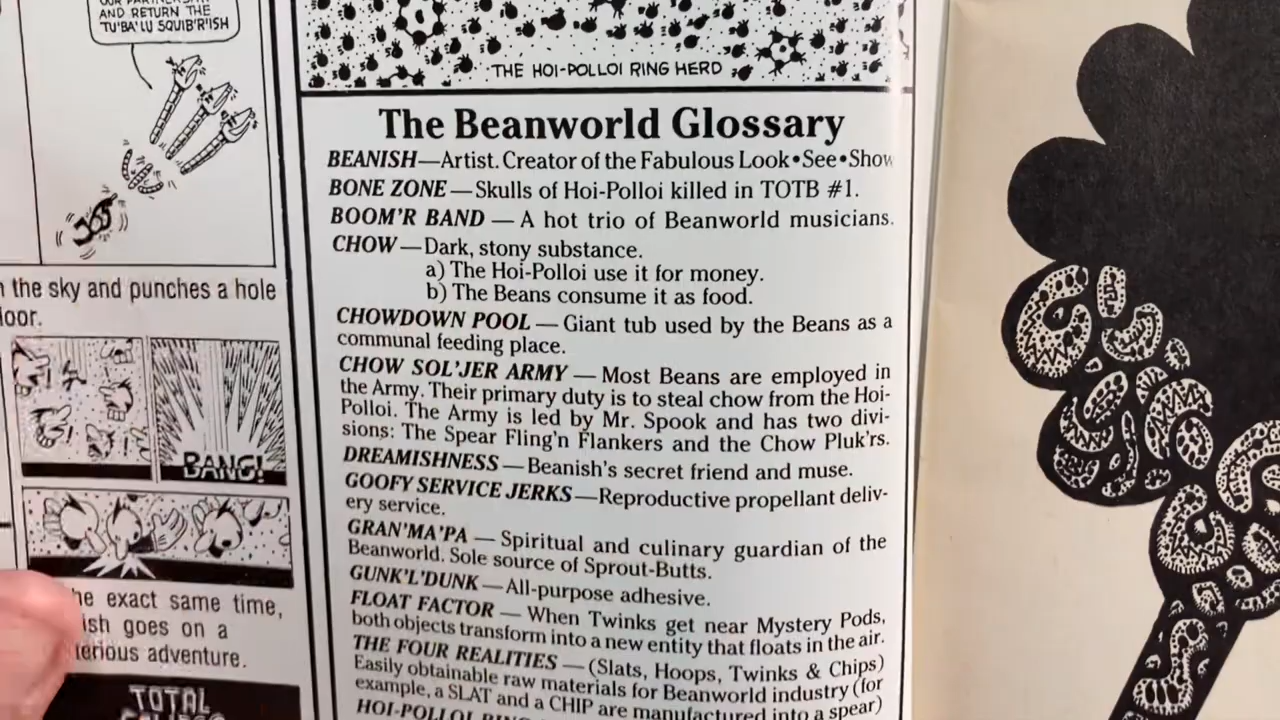 AND RETURN THE
TU'BA'LU SQUIB'R'ISH
THE HOI-POLLOI RING HERD
The Beanworld Glossary
BEANISH—Artist. Creator of the Fabulous Look•See•Show
BONE ZONE—Skulls of Hoi-Polloi killed in TOTB #1.
BOOM'R BAND — A hot trio of Beanworld musicians.
CHOW—Dark, stony substance.
a) The Hoi-Polloi use it for money.
b) The Beans consume it as food.
CHOWDOWN POOL — Giant tub used by the Beans as a
communal feeding place.
CHOW SOL'JER ARMY — Most Beans are employed in
the Army. Their primary duty is to steal chow from the Hoi-
Polloi. The Army is led by Mr. Spook and has two divi-
sions: The Spear Fling'n Flankers and the Chow Pluk'rs.
DREAMISHNESS—Beanish's secret friend and muse.
GOOFY SERVICE JERKS—Reproductive propellant deliv-
ery service.
GRAN'MA'PA — Spiritual and culinary guardian of the
Beanworld. Sole source of Sprout-Butts.
GUNK'L'DUNK—All-purpose adhesive.
FLOAT FACTOR — When Twinks get near Mystery Pods,
both objects transform into a new entity that floats in the air.
THE FOUR REALITIES — (Slats, Hoops, Twinks & Chips)
Easily obtainable raw materials for Beanworld industry (for
example, a SLAT and a CHIP are manufactured into a spear)
HOI-POLLOI
the sky and punches a hole
BANG!
exact same time,
goes on a
adventure.
TOTAL